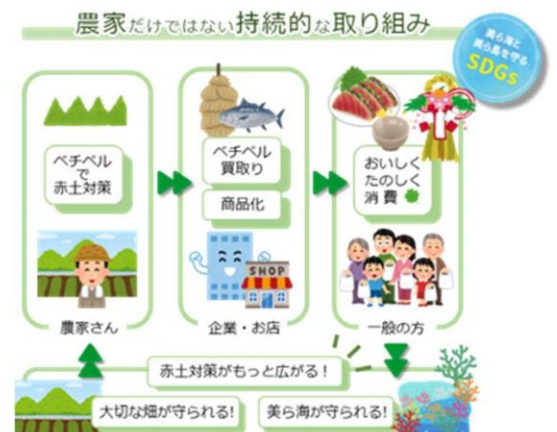 農家だけではない持続的な取り組み
美ら海と
美ら島を守る
SDGs
ベチベル
で
赤土対策
農家さん
ベチベル
買取り
商品化
SHOP
企業・お店
おいしく
たのしく
消費
一般の方
赤土対策がもっと広がる!
大切な畑が守られる!
美ら海が守られる!